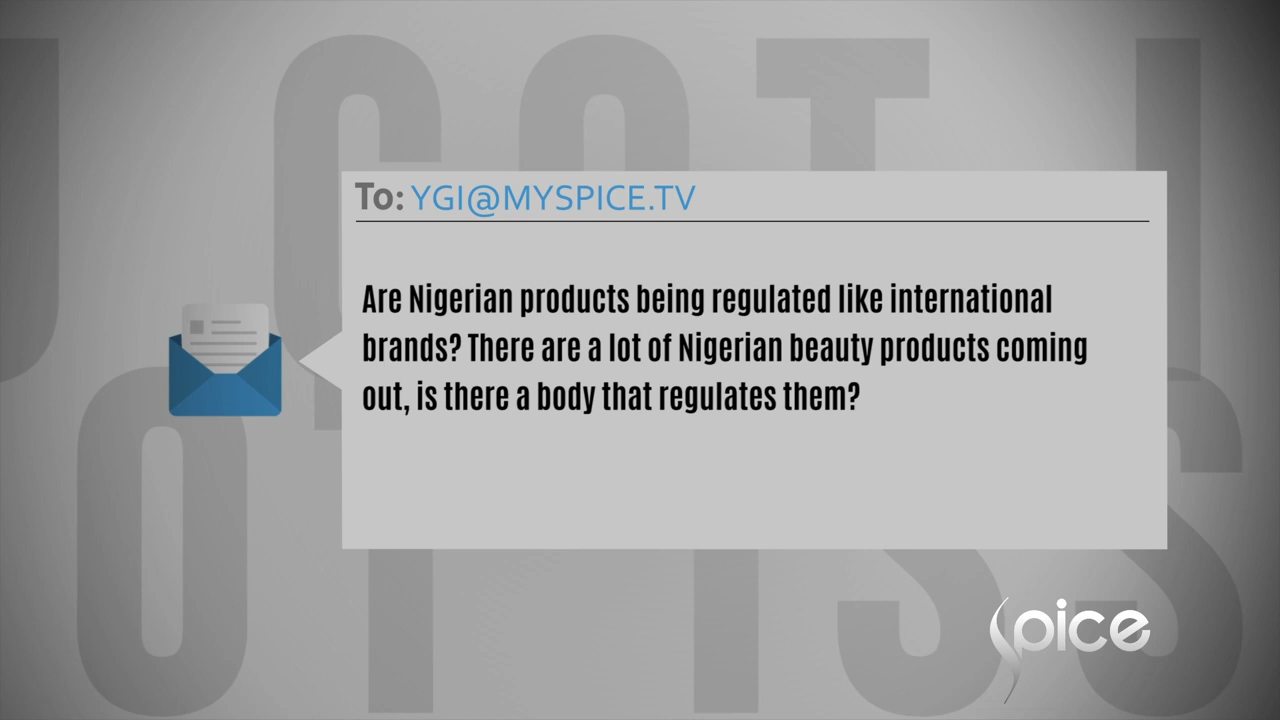 To: YGI@MYSPICE.TV
Are Nigerian products being regulated like international
brands? There are a lot of Nigerian beauty products coming
out, is there a body that regulates them?
Spice